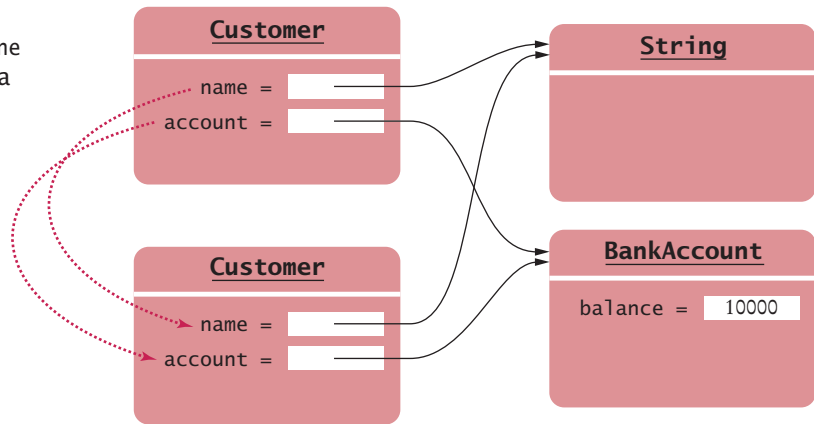 a
Customer
name =
account =
Customer
name =
account =
String
BankAccount
balance = 10000